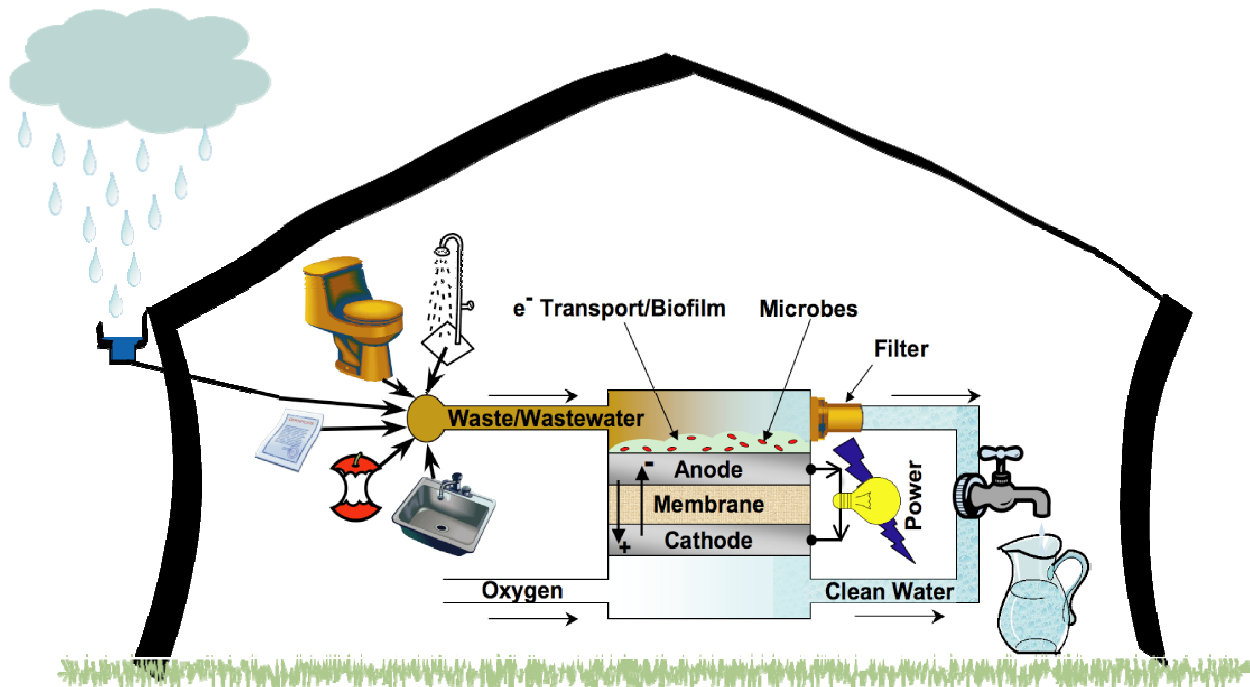 e⁻ Transport/Biofilm
Microbes
Filter
Waste/Wastewater
-
Anode
Membrane
+
Cathode
Power
Oxygen
Clean Water